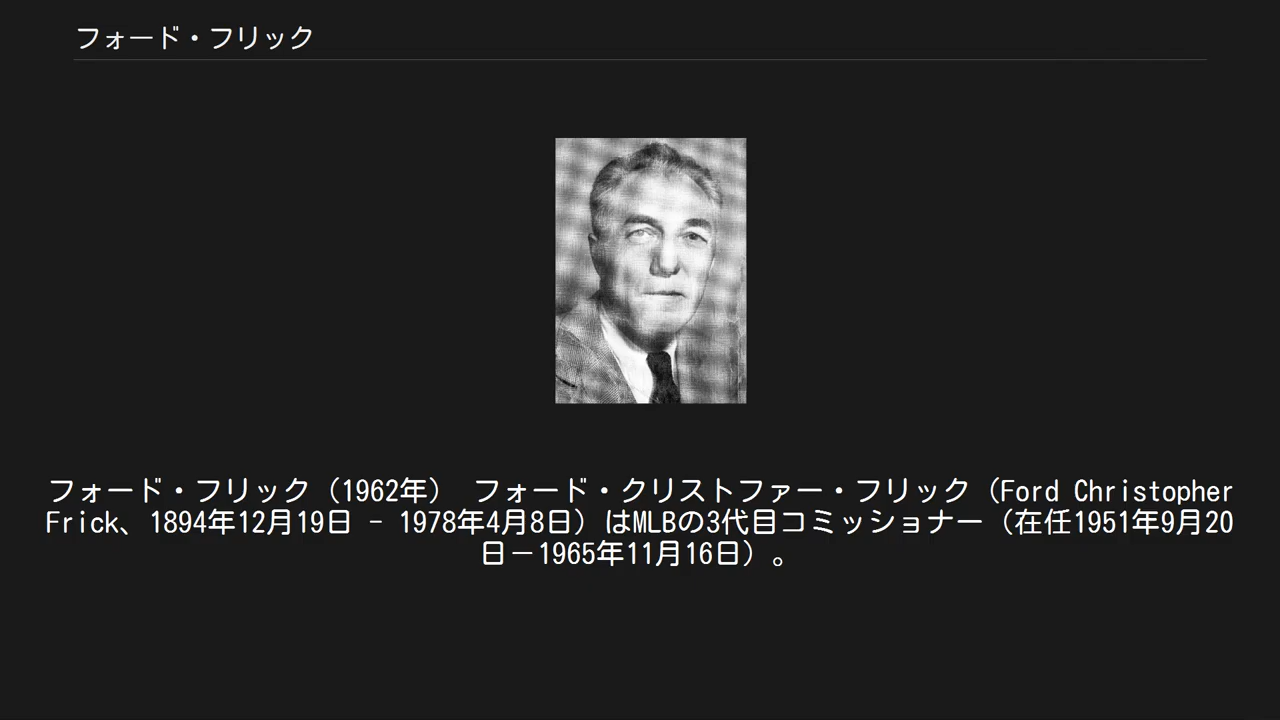 フォード・フリック
フォード・フリック（1962年） フォード・クリストファー・フリック（Ford Christopher
Frick、1894年12月19日 - 1978年4月8日）はMLBの3代目コミッショナー（在任1951年9月20
日－1965年11月16日）。